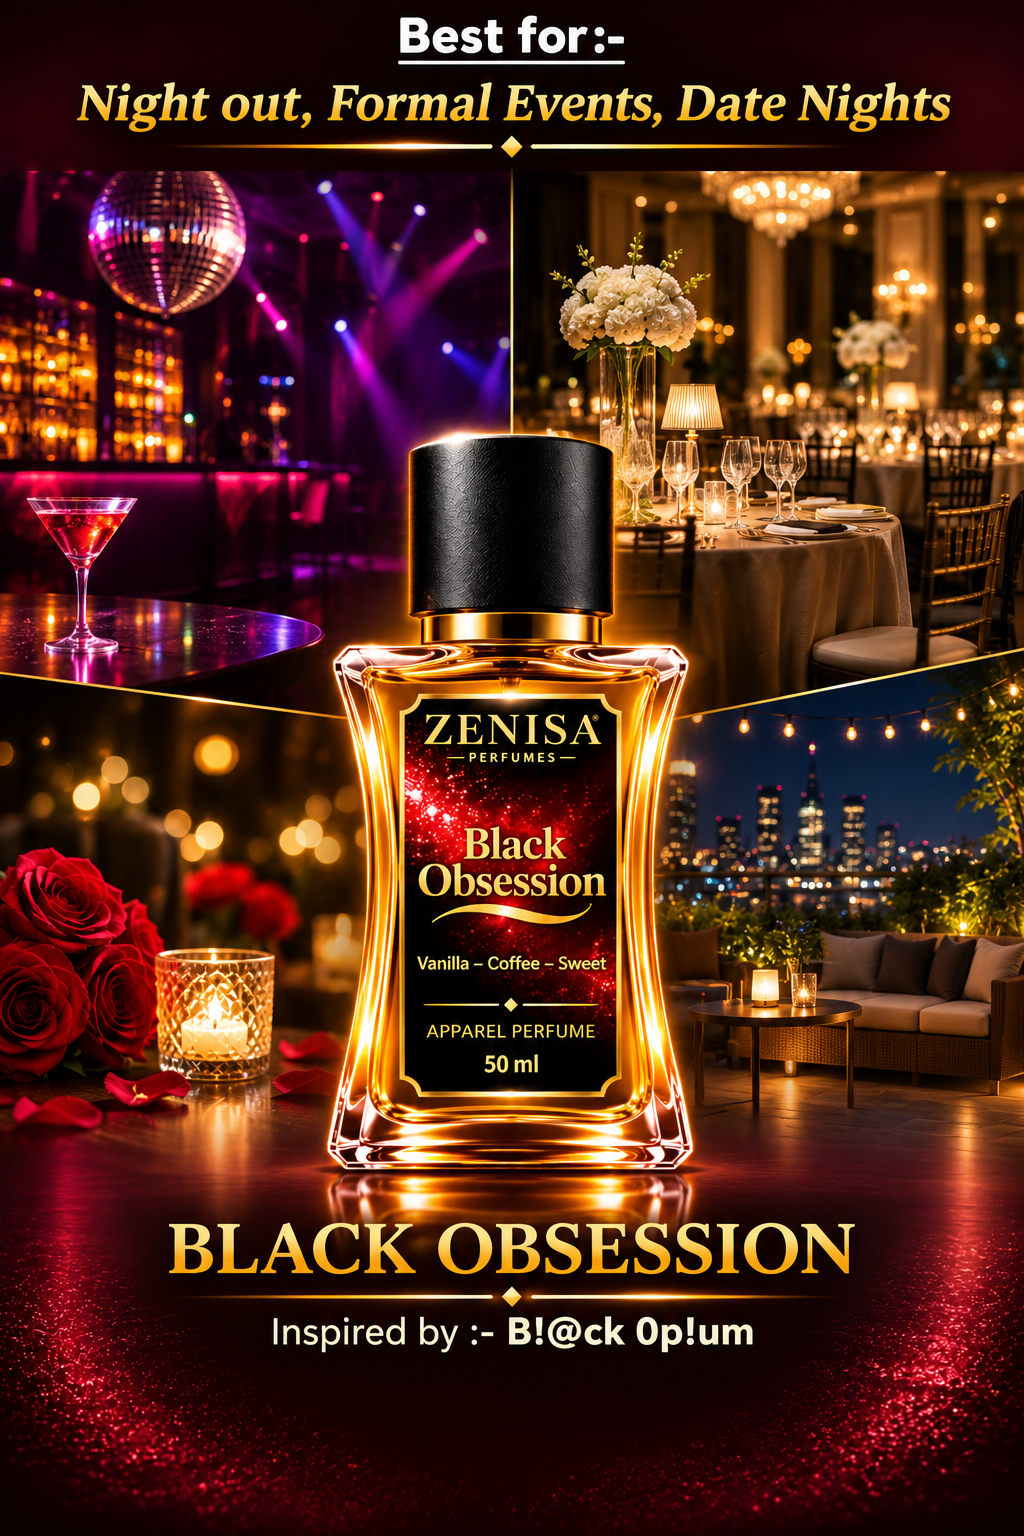 Best for:-
Night out, Formal Events, Date Nights
ZENISA®
PERFUMES
Black
Obsession
Vanilla – Coffee – Sweet
APPAREL PERFUME
50 ml
BLACK OBSESSION
Inspired by :- B!@ck 0p!um